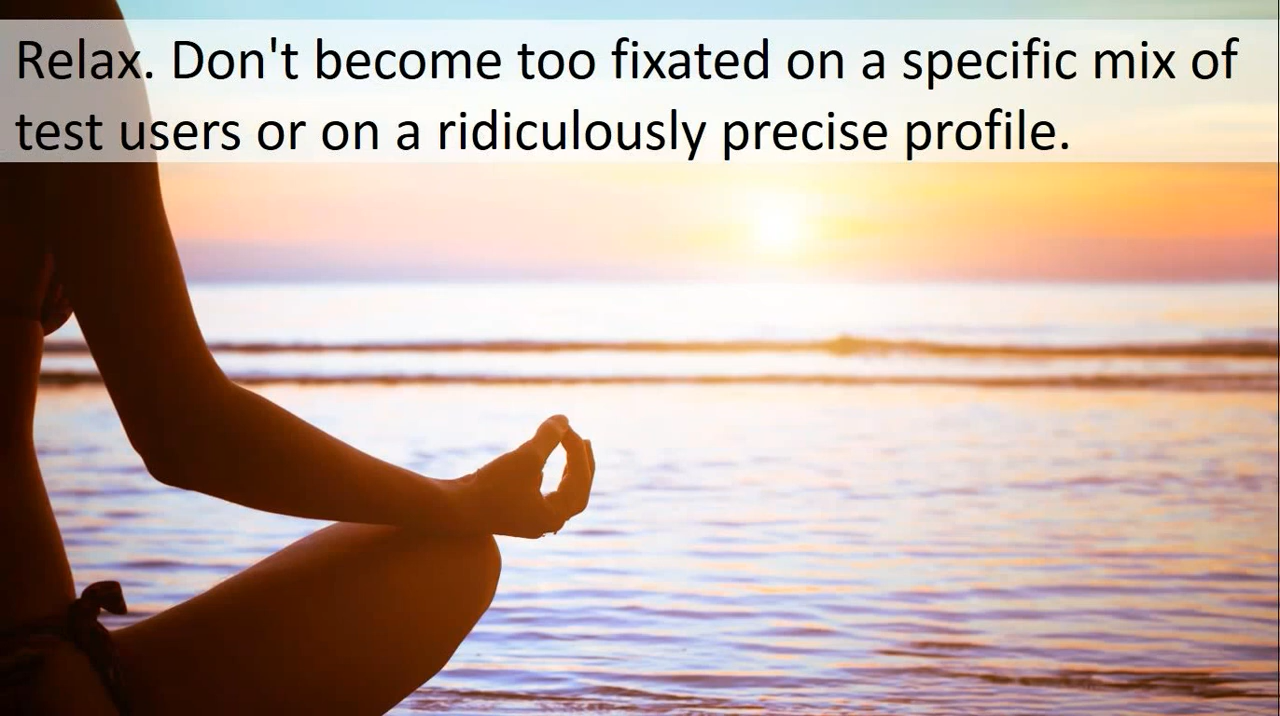 Relax. Don't become too fixated on a specific mix of
test users or on a ridiculously precise profile.